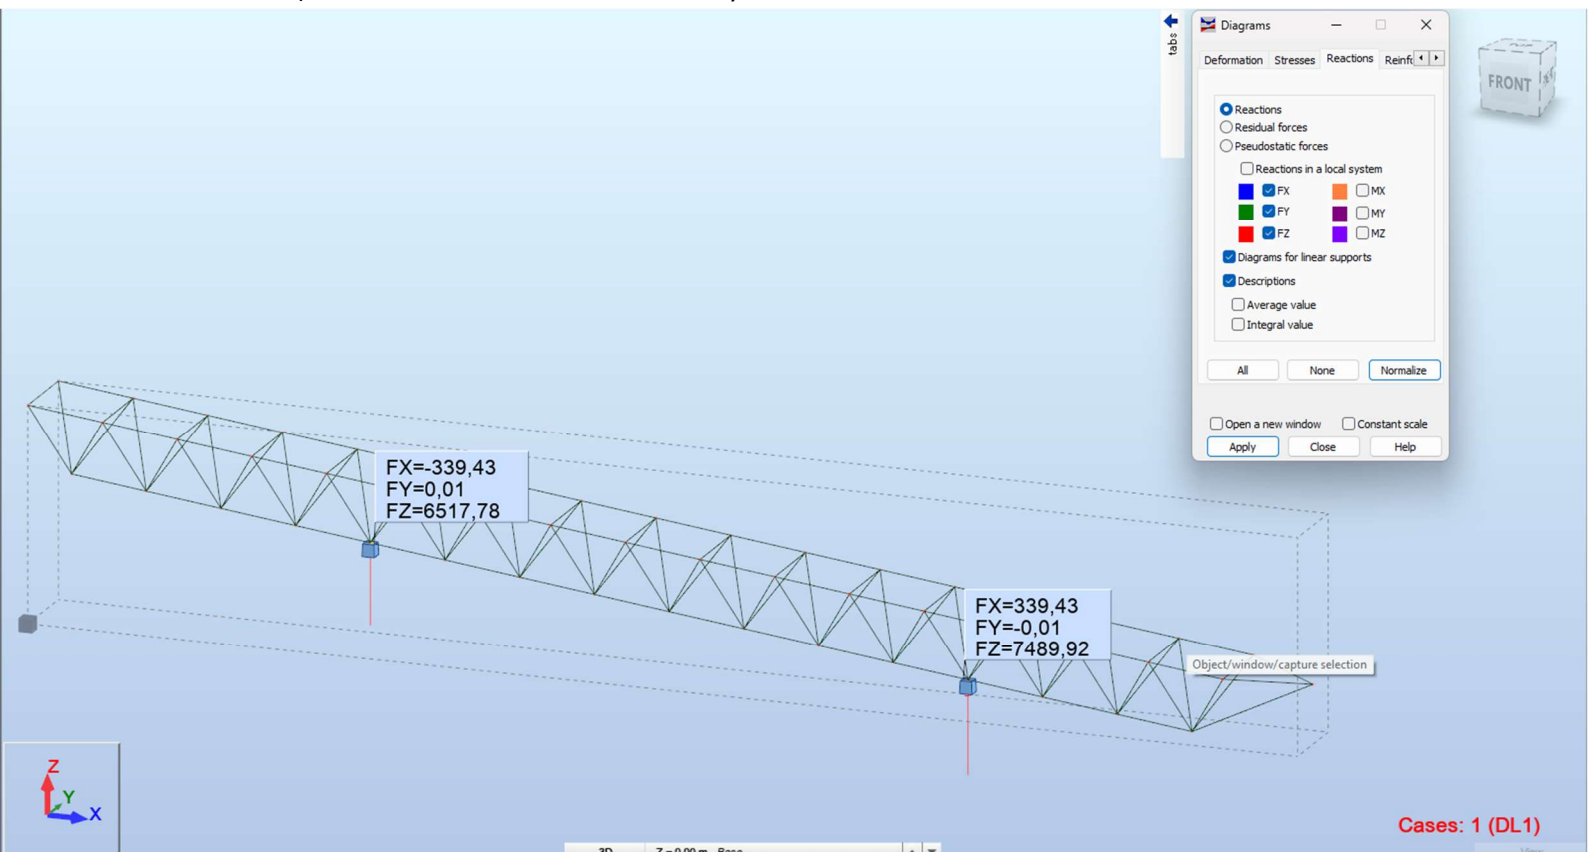 tabs
Diagrams
Deformation Stresses Reactions Reinfc
FRONT
Reactions
Residual forces
Pseudostatic forces
Reactions in a local system
FX MX
FY MY
FZ MZ
Diagrams for linear supports
Descriptions
Average value
Integral value
All None Normalize
Open a new window Constant scale
Apply Close Help
FX=-339,43
FY=0,01
FZ=6517,78
FX=339,43
FY=-0,01
FZ=7489,92
Object/window/capture selection
Z
Y
X
Cases: 1 (DL1)
3D Z = 0,00 m - Base
View